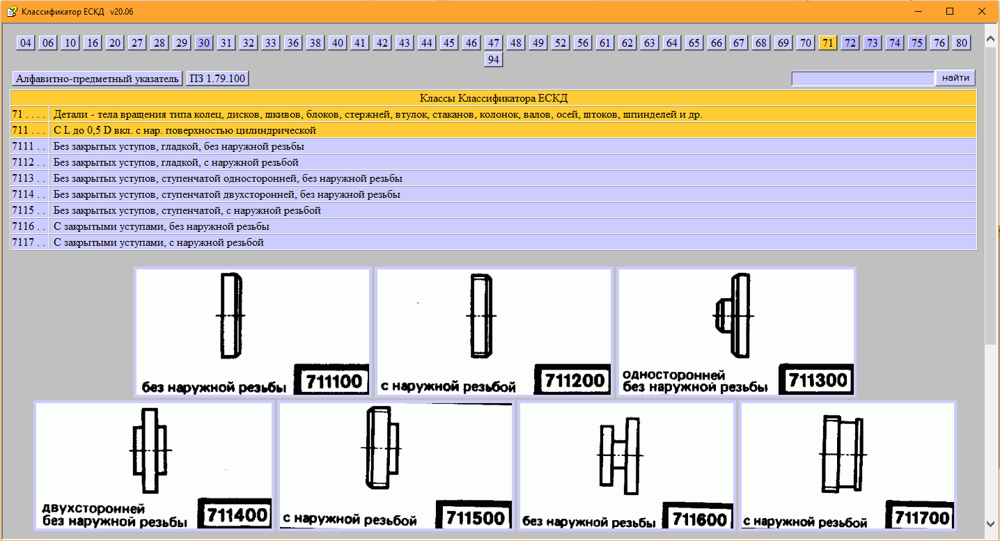 Классификатор ЕСКД v20.06
04 06 10 16 20 27 28 29 30 31 32 33 36 38 40 41 42 43 44 45 46 47 48 49 52 56 61 62 63 64 65 66 67 68 69 70 71 72 73 74 75 76 80
94
Алфавитно-предметный указатель ПЗ 1.79.100 найти
Классы Классификатора ЕСКД
71 . . . . Детали - тела вращения типа колец, дисков, шкивов, блоков, стержней, втулок, стаканов, колонок, валов, осей, штоков, шпинделей и др.
711 . . . С L до 0,5 D вкл. с нар. поверхностью цилиндрической
7111 . . Без закрытых уступов, гладкой, без наружной резьбы
7112 . . Без закрытых уступов, гладкой, с наружной резьбой
7113 . . Без закрытых уступов, ступенчатой односторонней, без наружной резьбы
7114 . . Без закрытых уступов, ступенчатой двухсторонней, без наружной резьбы
7115 . . Без закрытых уступов, ступенчатой, с наружной резьбой
7116 . . С закрытыми уступами, без наружной резьбы
7117 . . С закрытыми уступами, с наружной резьбой
без наружной резьбы 711100
с наружной резьбой 711200
односторонней
без наружной резьбы 711300
двухсторонней
без наружной резьбы 711400
с наружной резьбой 711500
без наружной резьбы 711600
с наружной резьбой 711700